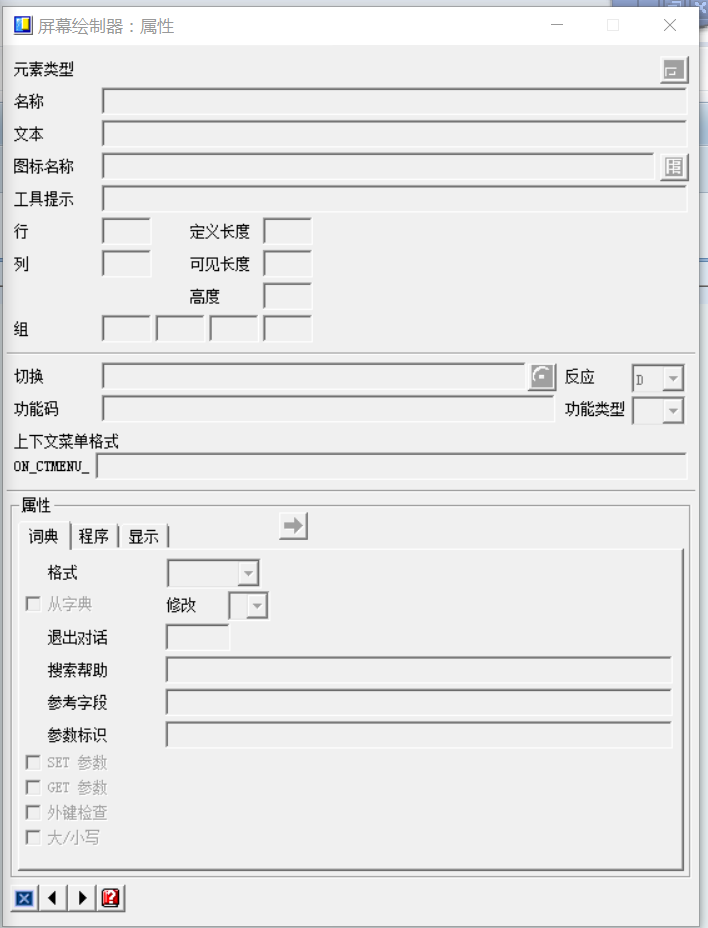 屏幕绘制器：属性
元素类型
名称
文本
图标名称
工具提示
行 定义长度
列 可见长度
高度
组
切换 反应 D
功能码 功能类型
上下文菜单格式
ON_CTMENU_
属性
词典 程序 显示
格式
从字典 修改
退出对话
搜索帮助
参考字段
参数标识
SET 参数
GET 参数
外键检查
大/小写